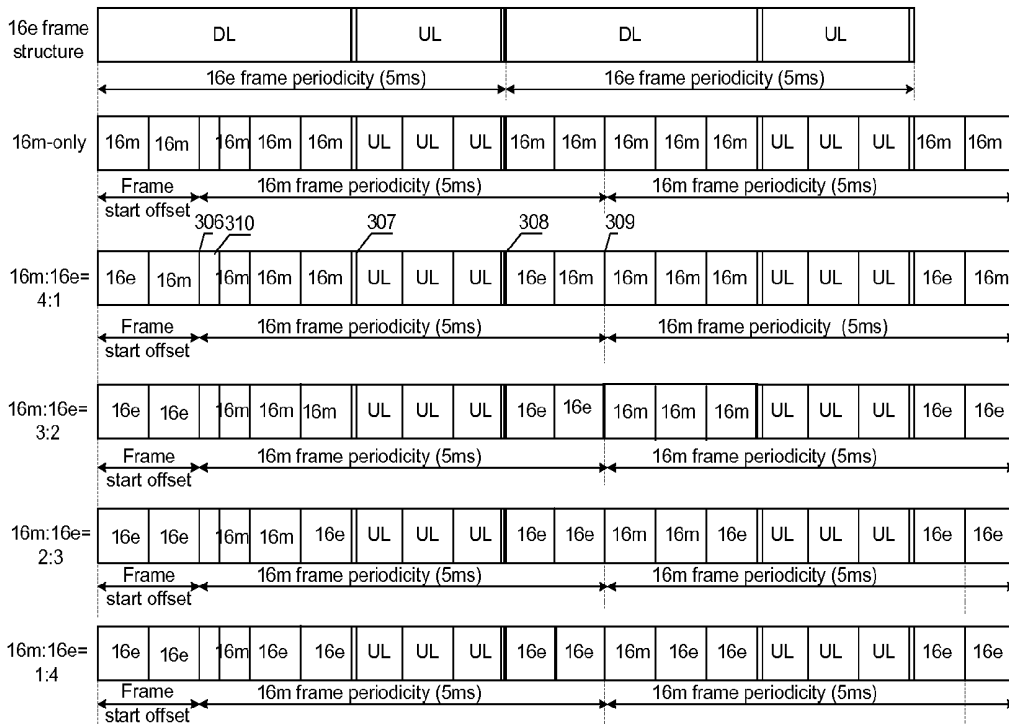 16e frame structure DL UL DL UL
16e frame periodicity (5ms) 16e frame periodicity (5ms)
16m-only 16m 16m 16m 16m 16m UL UL UL 16m 16m 16m 16m 16m UL UL UL 16m 16m
Frame start offset 16m frame periodicity (5ms) 16m frame periodicity (5ms)
306 310 307 308 309
16m:16e= 4:1 16e 16m 16m 16m 16m UL UL UL 16e 16m 16m 16m 16m UL UL UL 16e 16m
Frame start offset 16m frame periodicity (5ms) 16m frame periodicity (5ms)
16m:16e= 3:2 16e 16e 16m 16m 16m UL UL UL 16e 16e 16m 16m 16m UL UL UL 16e 16e
Frame start offset 16m frame periodicity (5ms) 16m frame periodicity (5ms)
16m:16e= 2:3 16e 16e 16m 16m 16e UL UL UL 16e 16e 16m 16m 16e UL UL UL 16e 16e
Frame start offset 16m frame periodicity (5ms) 16m frame periodicity (5ms)
16m:16e= 1:4 16e 16e 16m 16e 16e UL UL UL 16e 16e 16m 16e 16e UL UL UL 16e 16e
Frame start offset 16m frame periodicity (5ms) 16m frame periodicity (5ms)